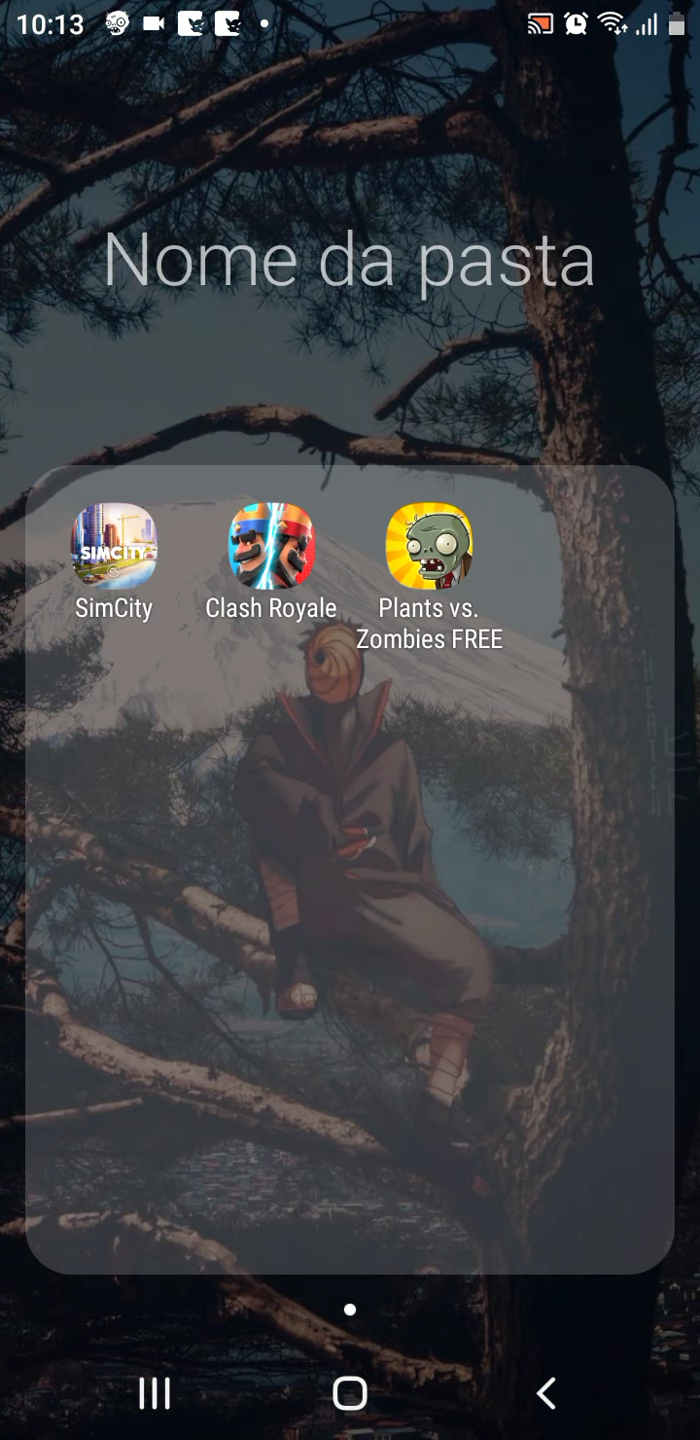 10:13
Nome da pasta
SIMCITY
SimCity
Clash Royale
Plants vs.
Zombies FREE